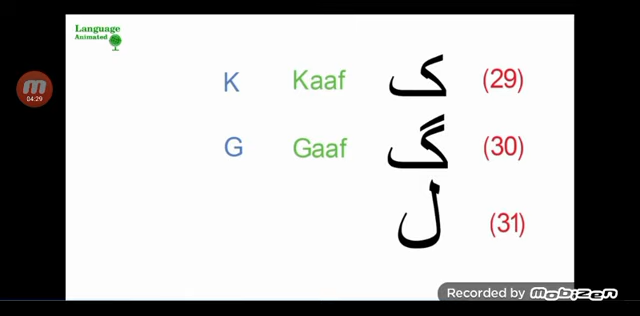 Language
Animated
K Kaaf ک (29)
04:29
G Gaaf گ (30)
ل (31)
Recorded by mobizen